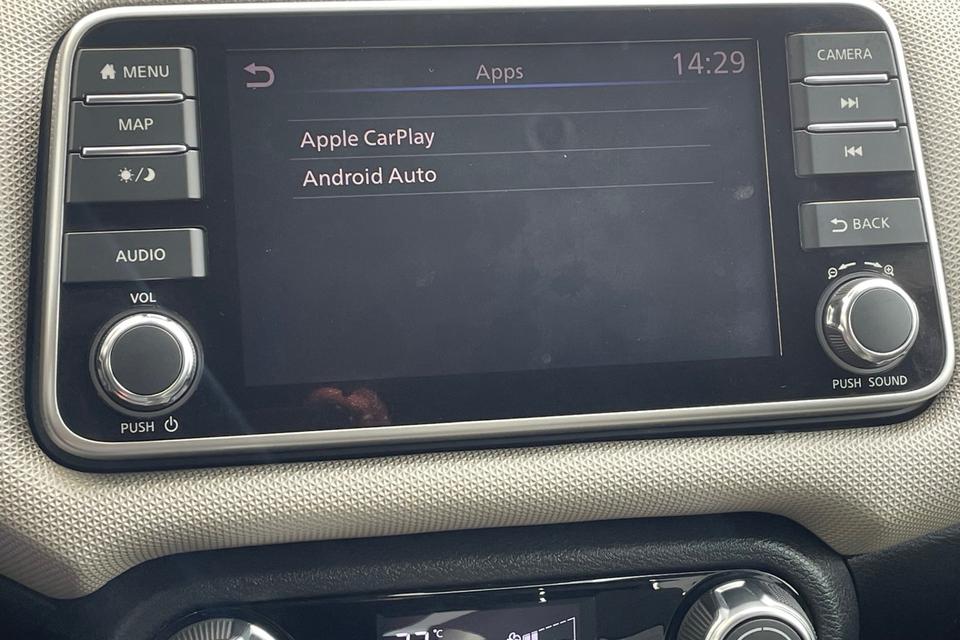 MENU
MAP
AUDIO
VOL
PUSH
Apps
14:29
Apple CarPlay
Android Auto
CAMERA
BACK
PUSH SOUND
°C